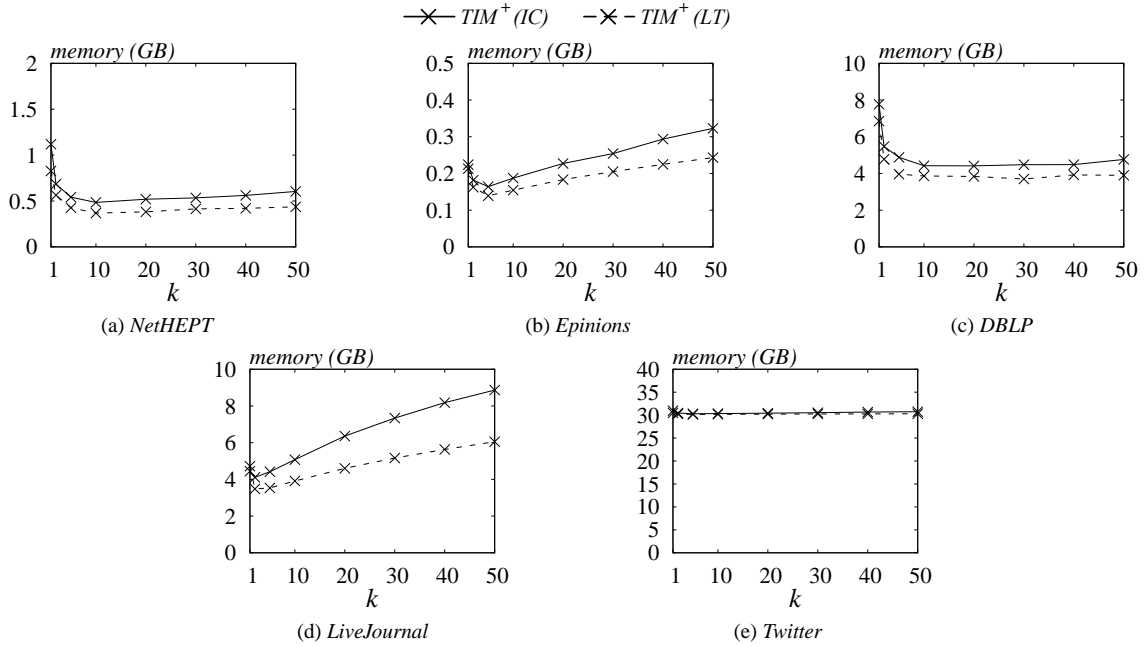 TIM+ (IC) TIM+ (LT)
memory (GB)
2
1.5
1
0.5
0
1 10 20 30 40 50
k
(a) NetHEPT
memory (GB)
0.5
0.4
0.3
0.2
0.1
0
1 10 20 30 40 50
k
(b) Epinions
memory (GB)
10
8
6
4
2
0
1 10 20 30 40 50
k
(c) DBLP
memory (GB)
10
8
6
4
2
0
1 10 20 30 40 50
k
(d) LiveJournal
memory (GB)
40
35
30
25
20
15
10
5
0
1 10 20 30 40 50
k
(e) Twitter